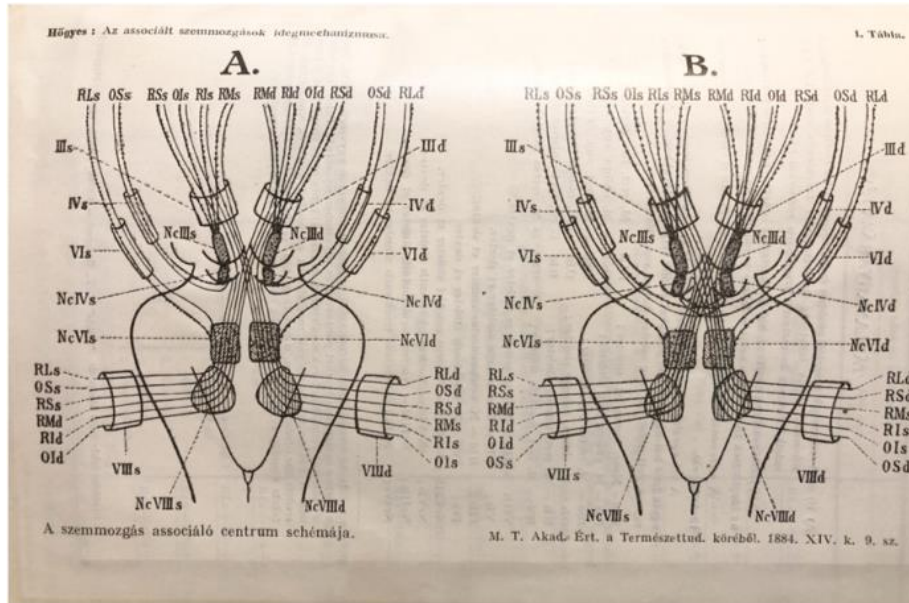 Hőgyes : Az associált szemmozgások idegmechanizmusa.
1. Tábla.
A.
RLs OSs RSs OIs RIs RMs RMd RId OId RSd OSd RLd
IIIs
IIId
IVs
IVd
NcIIIs
NcIIId
VIs
VId
NcIVs
NcIVd
NcVIs
NcVId
RLs
OSs
RSs
RMd
RId
OId
RLd
OSd
RSd
RMs
RIs
OIs
VIIIs
VIIId
NcVIIIs
NcVIIId
A szemmozgás associáló centrum schémája.
B.
RLs OSs RSs OIs RLs RMs RMd RId OId RSd OSd RLd
IIIs
IIId
IVs
IVd
NcIIIs
NcIIId
VIs
VId
NcIVs
NcIVd
NcVIs
NcVId
RLs
RSs
RMd
RId
OId
OSs
RLd
RSd
RMs
RIs
OIs
OSd
VIIIs
VIIId
NcVIIIs
NcVIIId
M. T. Akad. Ért. a Természettud. köréből. 1884. XIV. k. 9. sz.